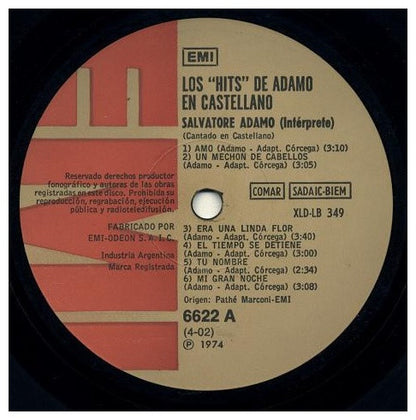 EMI
LOS "HITS" DE ADAMO
EN CASTELLANO
SALVATORE ADAMO (Intérprete)
(Cantado en Castellano)
1) AMO (Adamo - Adapt. Córcega) (3:10)
2) UN MECHON DE CABELLOS
(Adamo - Adapt. Córcega) (3:05)
Reservado derechos productor
fonográfico y autoras de las obras
registradas en este disco. Prohibida su
reproducción, regrabación, ejecución
pública y radioteledifusión.
COMAR SADAIC-BIEM
XLD-LB 349
FABRICADO POR
EMI-ODEON S. A. I. C.
Industria Argentina
Marca Registrada
3) ERA UNA LINDA FLOR
(Adamo - Adapt. Córcega) (3:40)
4) EL TIEMPO SE DETIENE
(Adamo - Adapt. Córcega) (3:00)
5) TU NOMBRE
(Adamo - Adapt. Córcega) (2:34)
6) MI GRAN NOCHE
(Adamo - Adapt. Córcega) (3:08)
Origen: Pathé Marconi-EMI
6622 A
(4-02)
℗ 1974